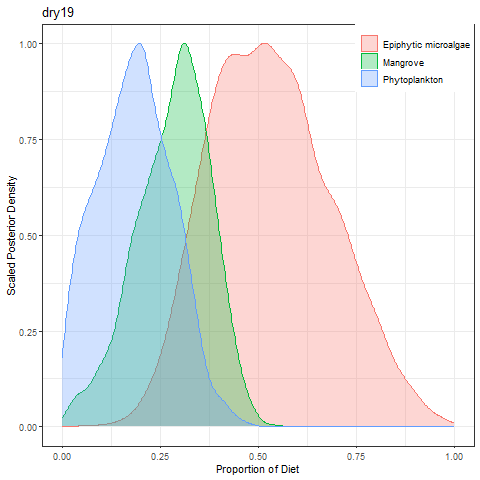 dry19
Epiphytic microalgae
Mangrove
Phytoplankton
Scaled Posterior Density
1.00
0.75
0.50
0.25
0.00
0.00 0.25 0.50 0.75 1.00
Proportion of Diet